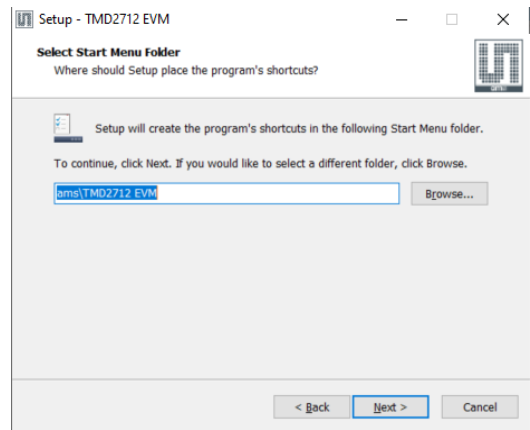 Setup - TMD2712 EVM
Select Start Menu Folder
Where should Setup place the program's shortcuts?
Setup will create the program's shortcuts in the following Start Menu folder.
To continue, click Next. If you would like to select a different folder, click Browse.
ams\TMD2712 EVM
Browse...
< Back
Next >
Cancel